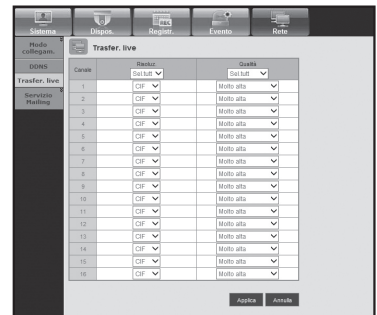 Sistema Dispos. Registr. Evento Rete
Modo collegam.
DDNS
Trasfer. live
Servizio Mailing
Trasfer. live
Canale Risoluz. Qualità
Sel.tutt Sel.tutt
1 CIF Molto alta
2 CIF Molto alta
3 CIF Molto alta
4 CIF Molto alta
5 CIF Molto alta
6 CIF Molto alta
7 CIF Molto alta
8 CIF Molto alta
9 CIF Molto alta
10 CIF Molto alta
11 CIF Molto alta
12 CIF Molto alta
13 CIF Molto alta
14 CIF Molto alta
15 CIF Molto alta
16 CIF Molto alta
Applica Annulla